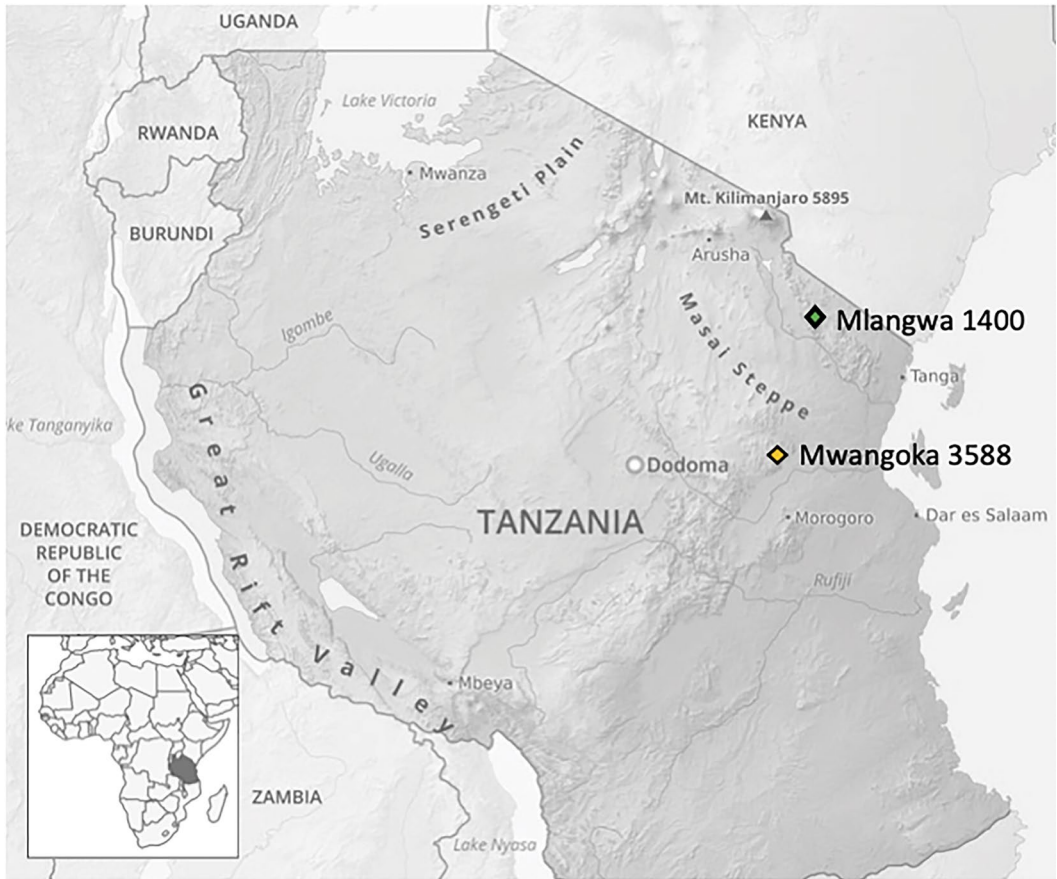 UGANDA
Lake Victoria
RWANDA
KENYA
Mwanza
Serengeti Plain
Mt. Kilimanjaro 5895
BURUNDI
Arusha
Igombe
Masai Steppe
Mlangwa 1400
Tanga
Great Rift Valley
ke Tanganyika
Ugalla
Dodoma
Mwangoka 3588
TANZANIA
Morogoro
Dar es Salaam
DEMOCRATIC
REPUBLIC
OF THE
CONGO
Rufiji
Mbeya
ZAMBIA
Lake Nyasa